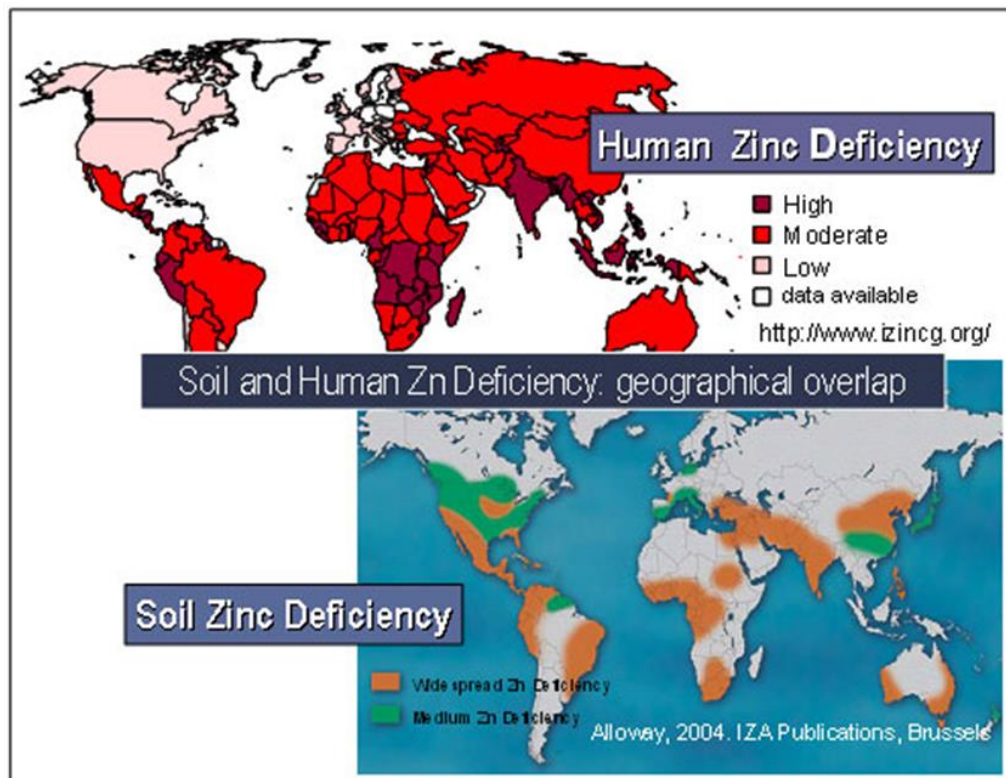 Human Zinc Deficiency
High
Moderate
Low
data available
http://www.izincg.org/
Soil and Human Zn Deficiency: geographical overlap
Soil Zinc Deficiency
Widespread Zn Deficiency
Medium Zn Deficiency
Alloway, 2004. IZA Publications, Brussels